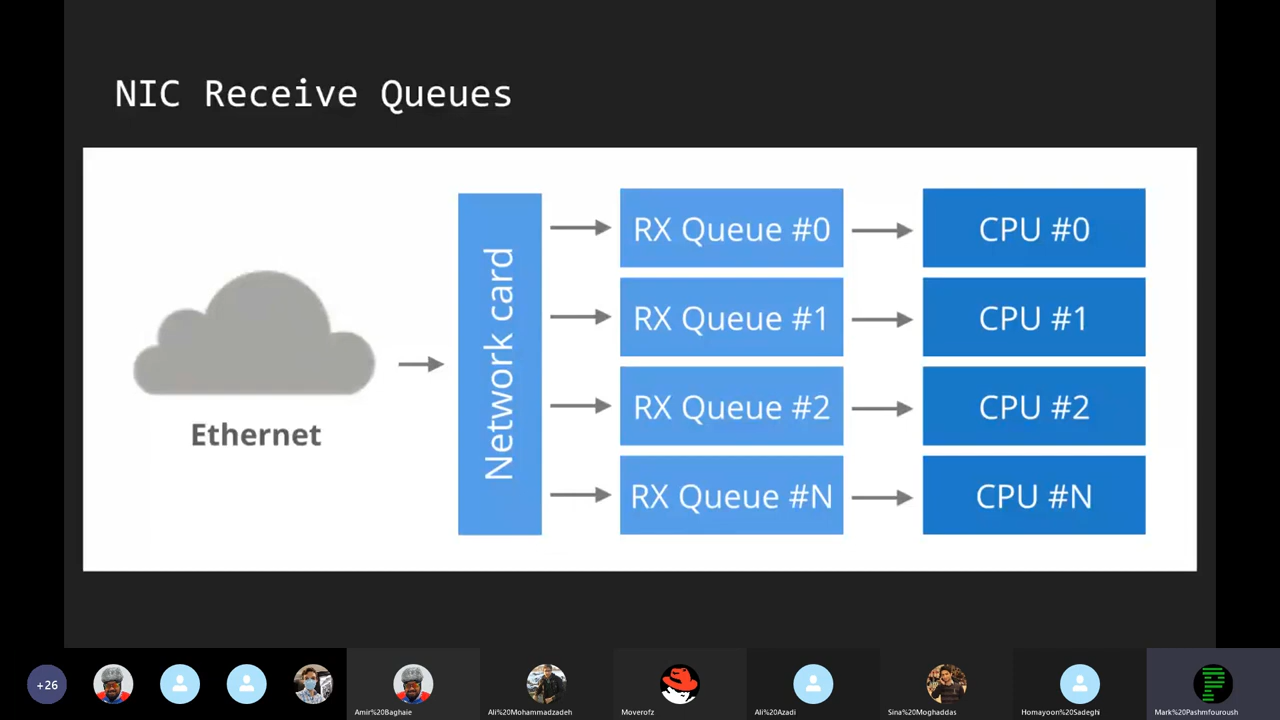 NIC Receive Queues
Ethernet
Network card
RX Queue #0
CPU #0
RX Queue #1
CPU #1
RX Queue #2
CPU #2
RX Queue #N
CPU #N
+26
Amir%20Baghaie
Ali%20Mohammadzadeh
Moverofz
Ali%20Azadi
Sina%20Moghaddas
Homayoon%20Sadeghi
Mark%20Pashmfouroush